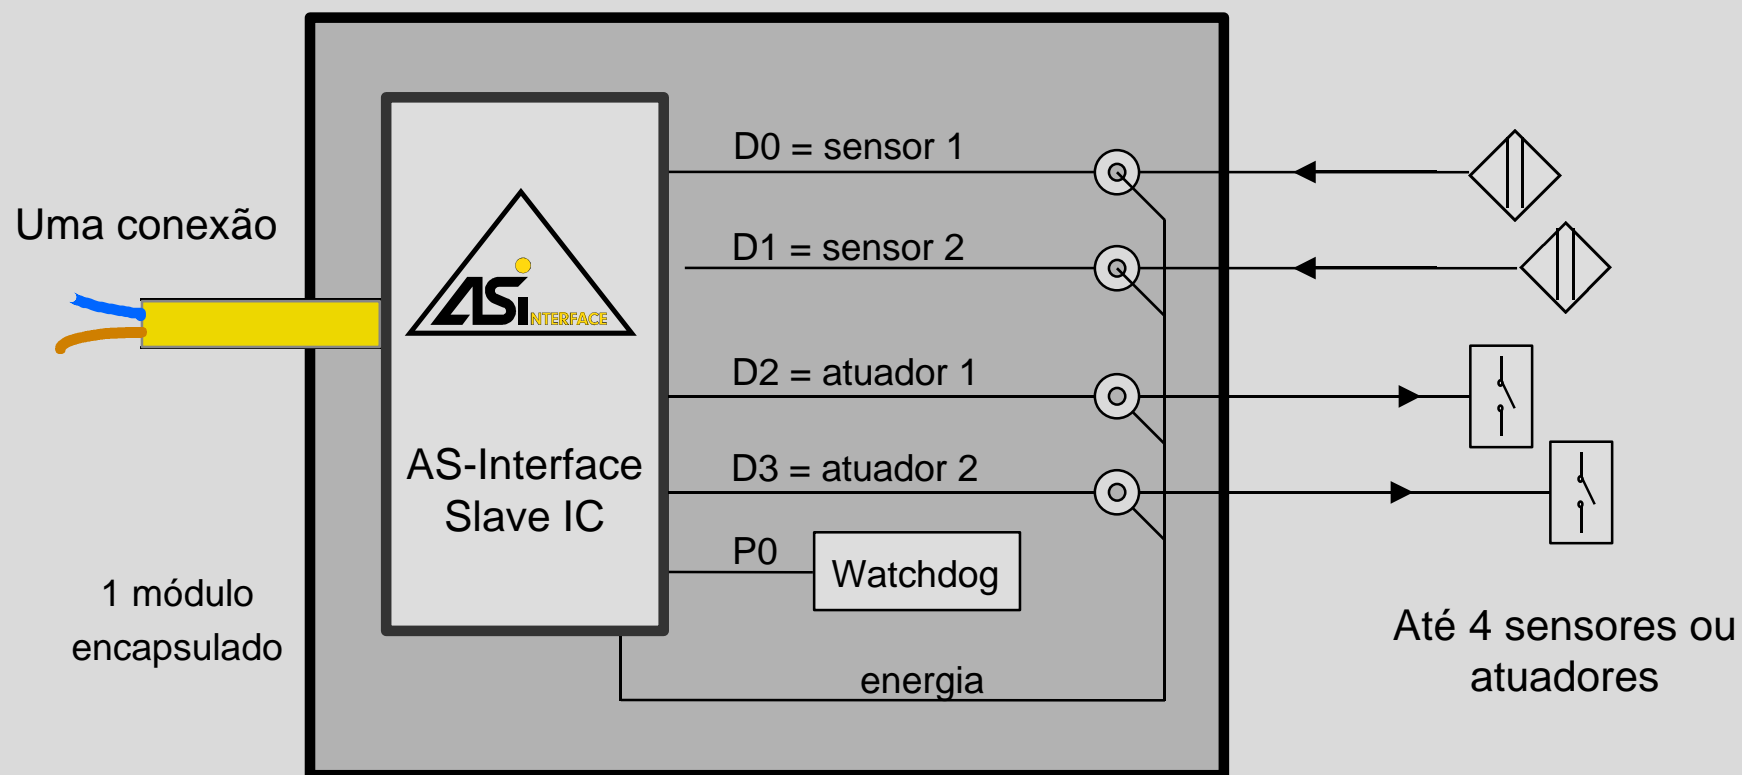 Uma conexão
1 módulo
encapsulado
ASi NTERFACE
AS-Interface
Slave IC
D0 = sensor 1
D1 = sensor 2
D2 = atuador 1
D3 = atuador 2
P0
Watchdog
energia
Até 4 sensores ou
atuadores